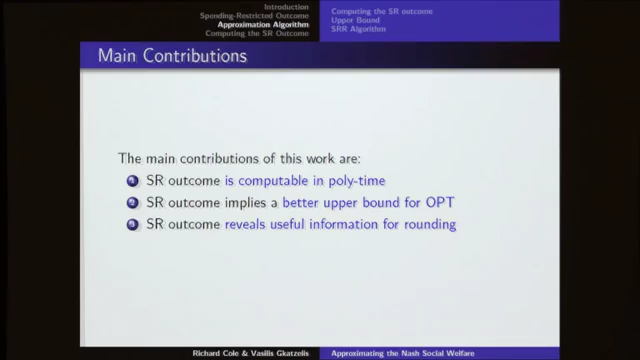 Introduction
Spending-Restricted Outcome
Approximation Algorithm
Computing the SR Outcome
Computing the SR outcome
Upper Bound
SRR Algorithm
Main Contributions
The main contributions of this work are:
1 SR outcome is computable in poly-time
2 SR outcome implies a better upper bound for OPT
3 SR outcome reveals useful information for rounding
Richard Cole & Vasilis Gkatzelis
Approximating the Nash Social Welfare